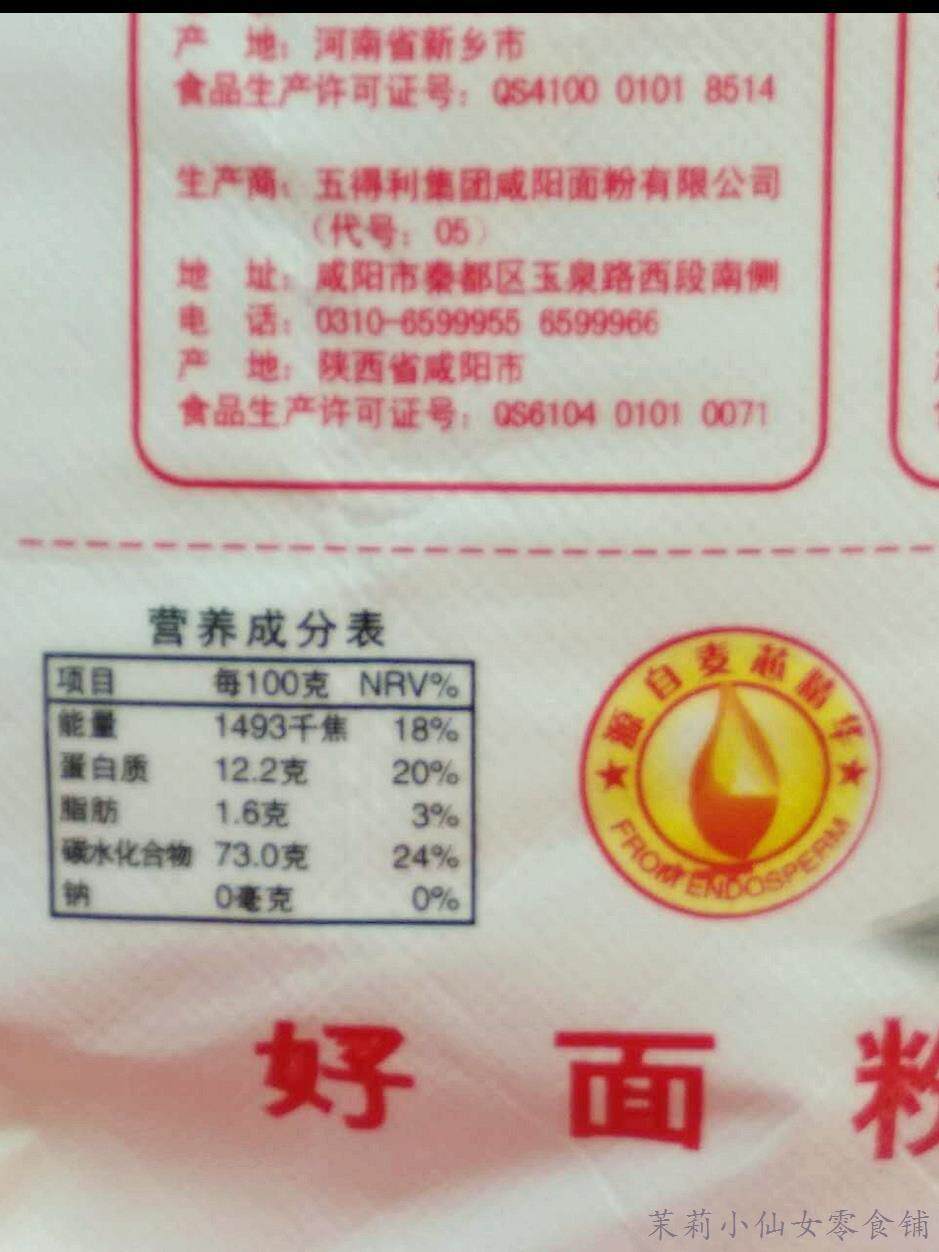 产 地：河南省新乡市
食品生产许可证号：QS4100 0101 8514
生产商：五得利集团咸阳面粉有限公司
（代号：05）
地 址：咸阳市秦都区玉泉路西段南侧
电 话：0310-6599955 6599966
产 地：陕西省咸阳市
食品生产许可证号：QS6104 0101 0071
营养成分表
项目 每100克 NRV%
能量 1493千焦 18%
蛋白质 12.2克 20%
脂肪 1.6克 3%
碳水化合物 73.0克 24%
钠 0毫克 0%
★源自麦芯精华★
FROM ENDOSPERM
好面粉
茉莉小仙女零食铺